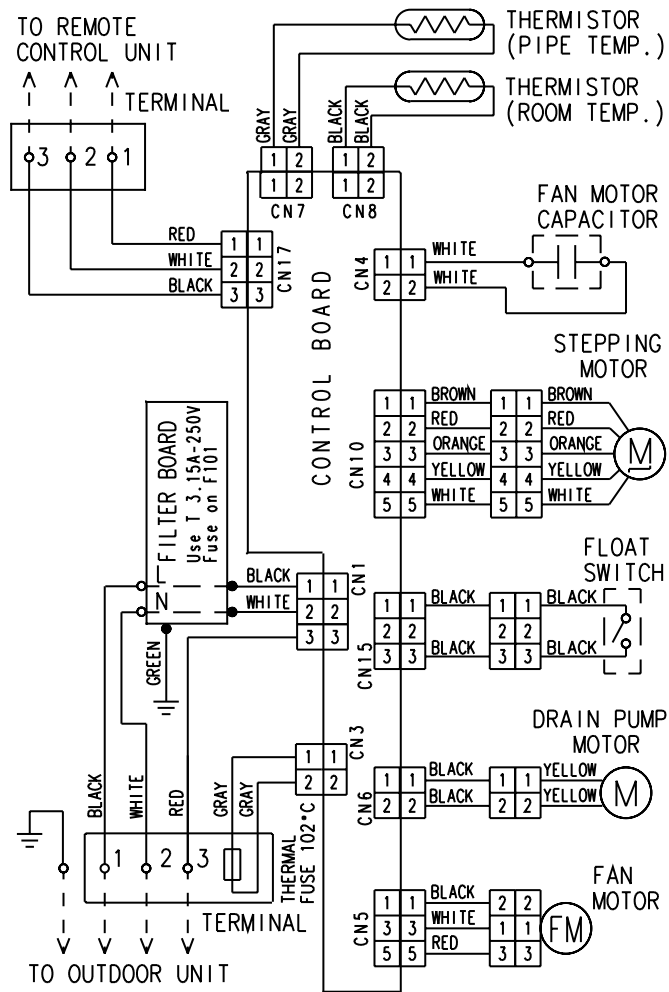 TO REMOTE
CONTROL UNIT
TERMINAL
3 2 1
THERMISTOR
(PIPE TEMP.)
THERMISTOR
(ROOM TEMP.)
GRAY
GRAY
BLACK
BLACK
1 2
1 2
CN7
1 2
1 2
CN8
RED
WHITE
BLACK
1 1
2 2
3 3
CN17
CONTROL BOARD
FAN MOTOR
CAPACITOR
CN4
1 1
2 2
WHITE
WHITE
STEPPING
MOTOR
CN10
1 1 BROWN 1 1 BROWN
2 2 RED 2 2 RED
3 3 ORANGE 3 3 ORANGE
4 4 YELLOW 4 4 YELLOW
5 5 WHITE 5 5 WHITE
M
FILTER BOARD
Use T 3.15A-250V
Fuse on F101
L
N
GREEN
BLACK
WHITE
1 1
2 2
3 3
CN1
FLOAT
SWITCH
CN15
1 1 BLACK 1 1 BLACK
2 2 2 2
3 3 BLACK 3 3 BLACK
DRAIN PUMP
MOTOR
CN6
1 1 BLACK 1 1 YELLOW
2 2 BLACK 2 2 YELLOW
M
CN3
1 1
2 2
BLACK
WHITE
RED
GRAY
GRAY
1 2 3
THERMAL
FUSE 102°C
TERMINAL
TO OUTDOOR UNIT
FAN
MOTOR
CN5
1 1 BLACK 2 2
3 3 WHITE 1 1
5 5 RED 3 3
FM